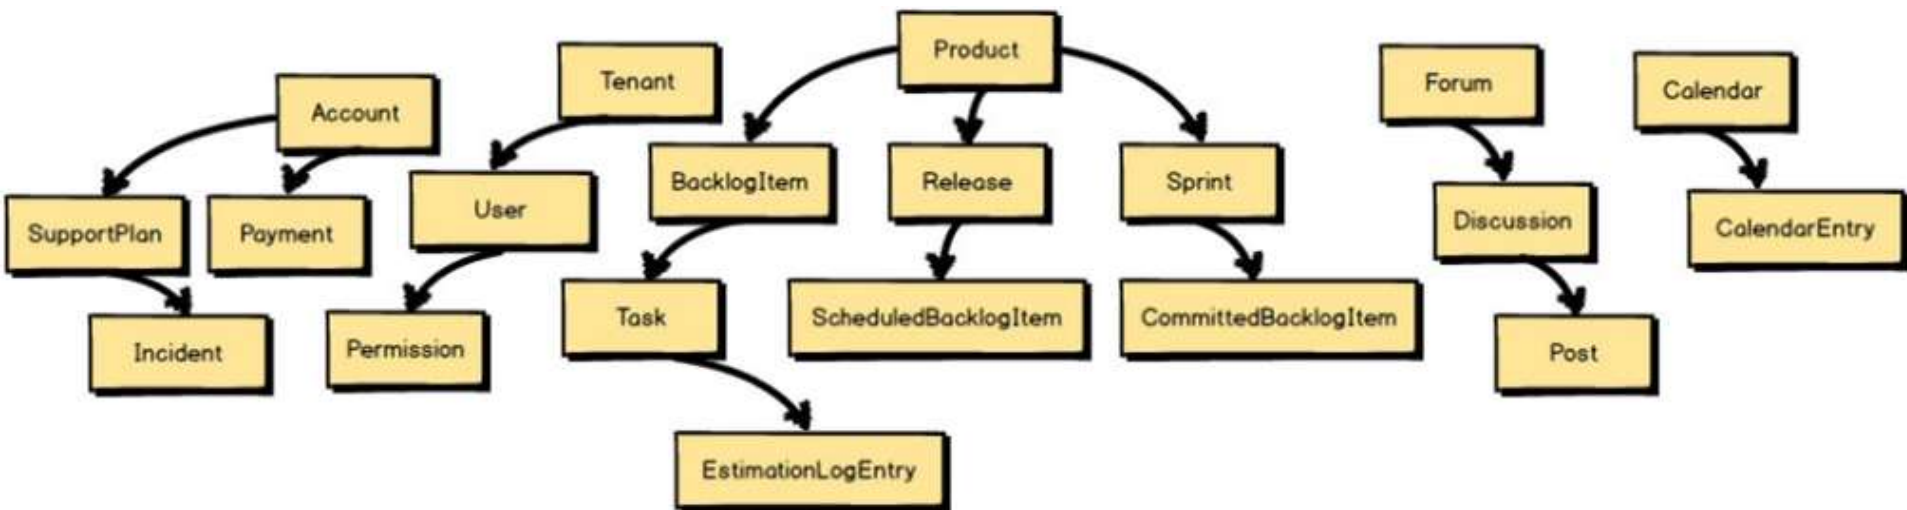 Product
Tenant
Forum
Calendar
Account
BacklogItem
Release
Sprint
User
Discussion
CalendarEntry
SupportPlan
Payment
Task
ScheduledBacklogItem
CommittedBacklogItem
Incident
Permission
Post
EstimationLogEntry